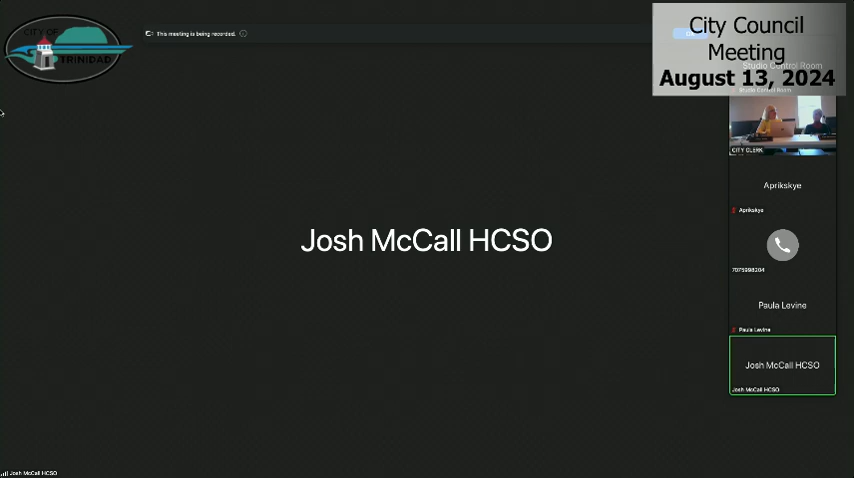 CITY OF
TRINIDAD
This meeting is being recorded.
City Council
Meeting
August 13, 2024
Studio Control Room
Studio Control Room
CITY CLERK
Aprikskye
Aprikskye
7075998204
Paula Levine
Paula Levine
Josh McCall HCSO
Josh McCall HCSO
Josh McCall HCSO
Josh McCall HCSO